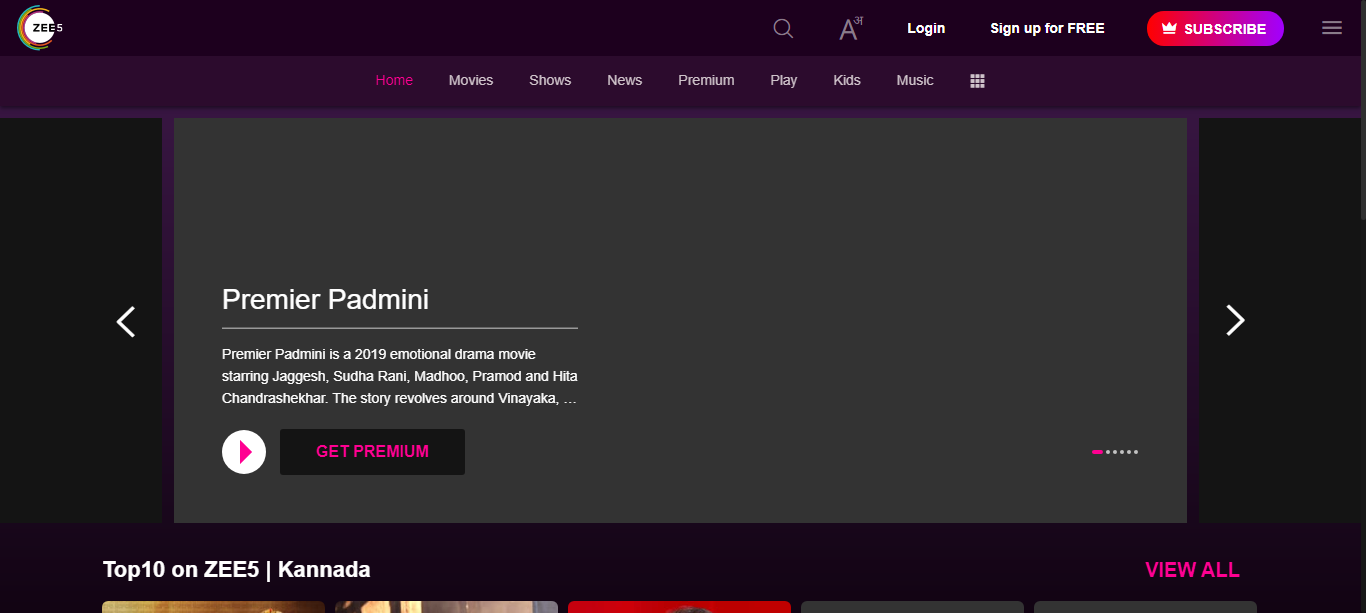 ZEE5
Aअ
Login
Sign up for FREE
SUBSCRIBE
Home
Movies
Shows
News
Premium
Play
Kids
Music
Premier Padmini
Premier Padmini is a 2019 emotional drama movie
starring Jaggesh, Sudha Rani, Madhoo, Pramod and Hita
Chandrashekhar. The story revolves around Vinayaka, ...
GET PREMIUM
Top10 on ZEE5 | Kannada
VIEW ALL